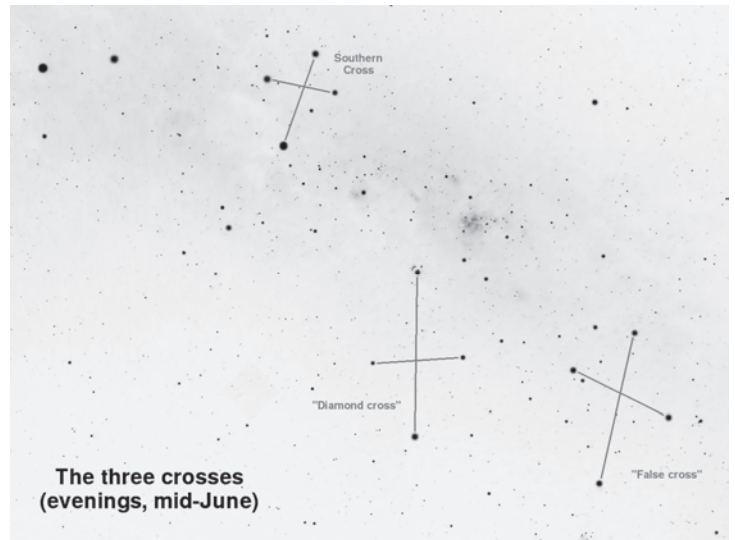 Southern
Cross
"Diamond cross"
"False cross"
The three crosses
(evenings, mid-June)